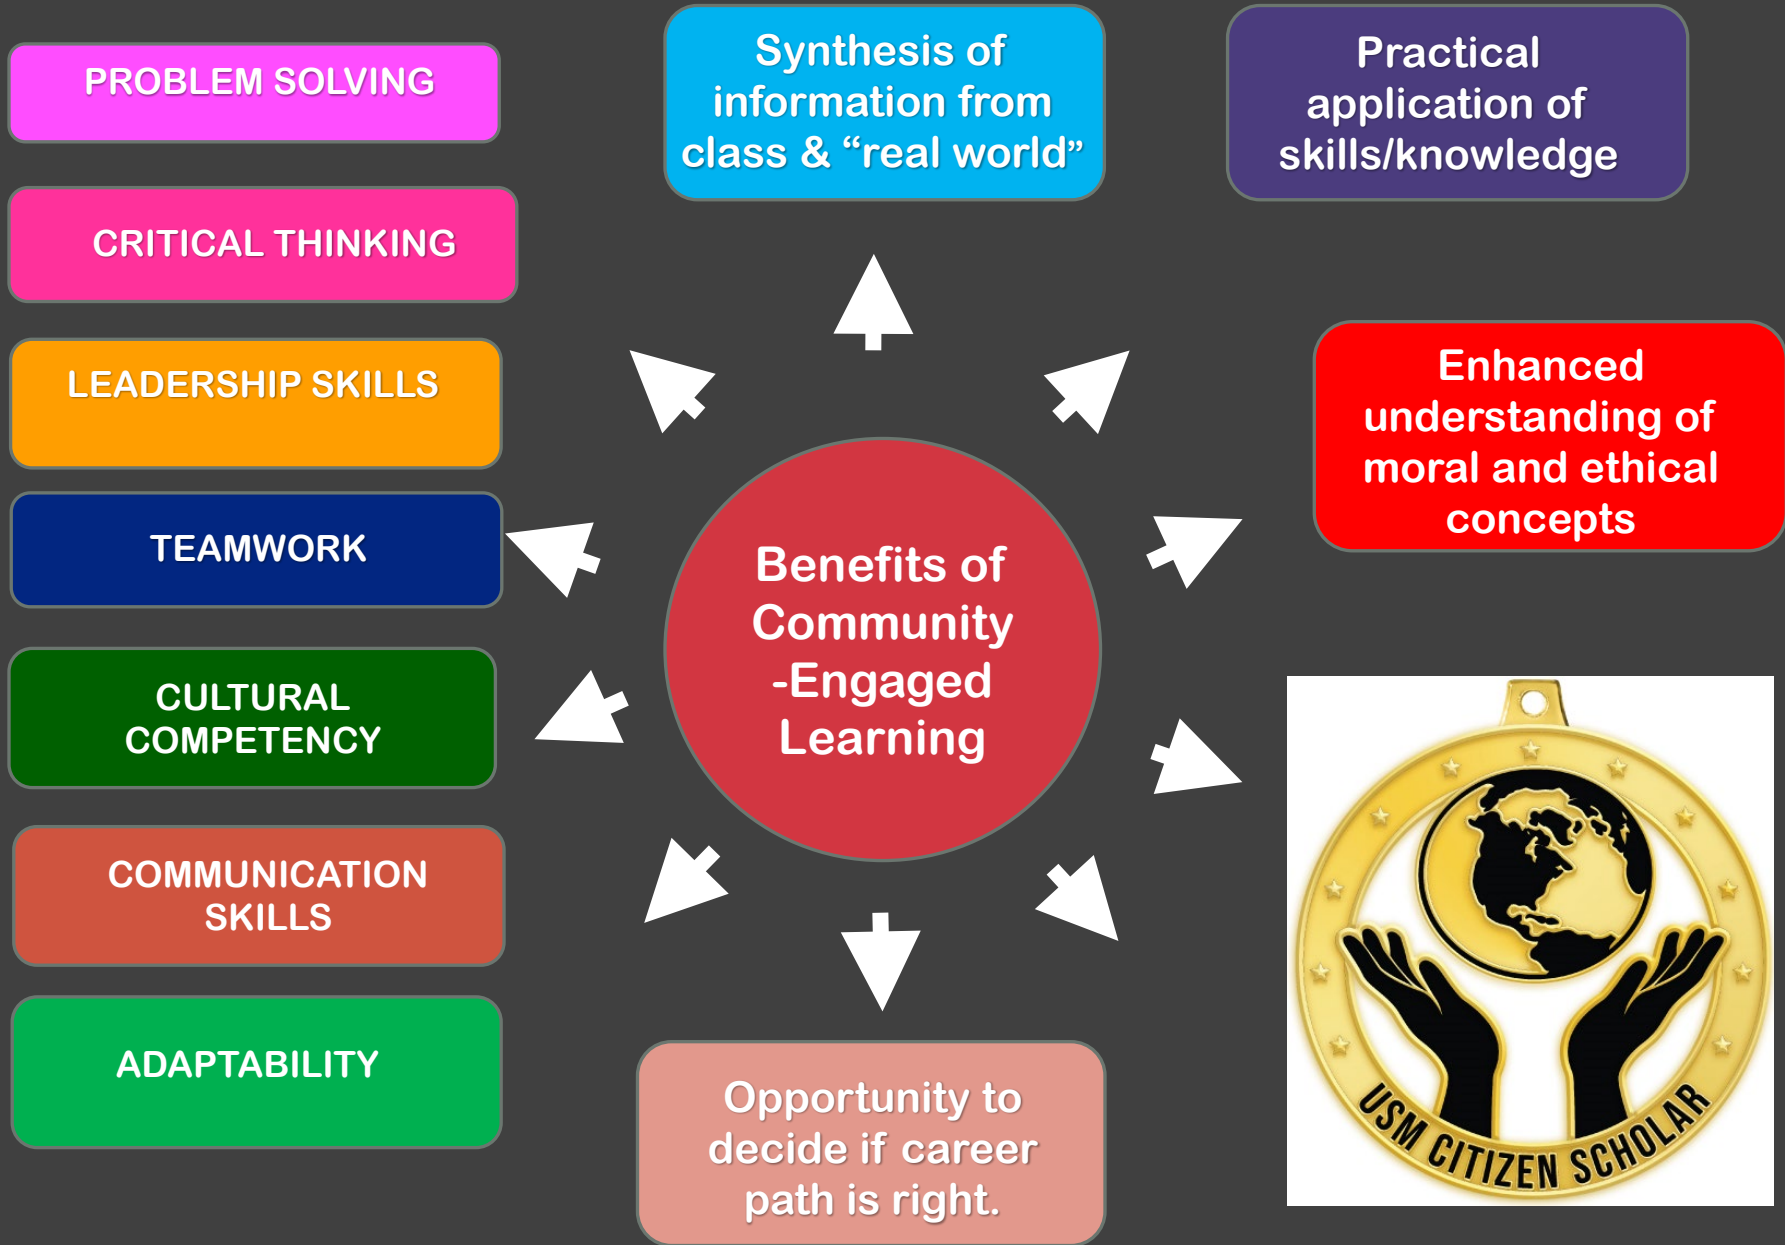 PROBLEM SOLVING
CRITICAL THINKING
LEADERSHIP SKILLS
TEAMWORK
CULTURAL
COMPETENCY
COMMUNICATION
SKILLS
ADAPTABILITY
Synthesis of
information from
class & “real world”
Practical
application of
skills/knowledge
Enhanced
understanding of
moral and ethical
concepts
Benefits of
Community
-Engaged
Learning
Opportunity to
decide if career
path is right.
USM CITIZEN SCHOLAR